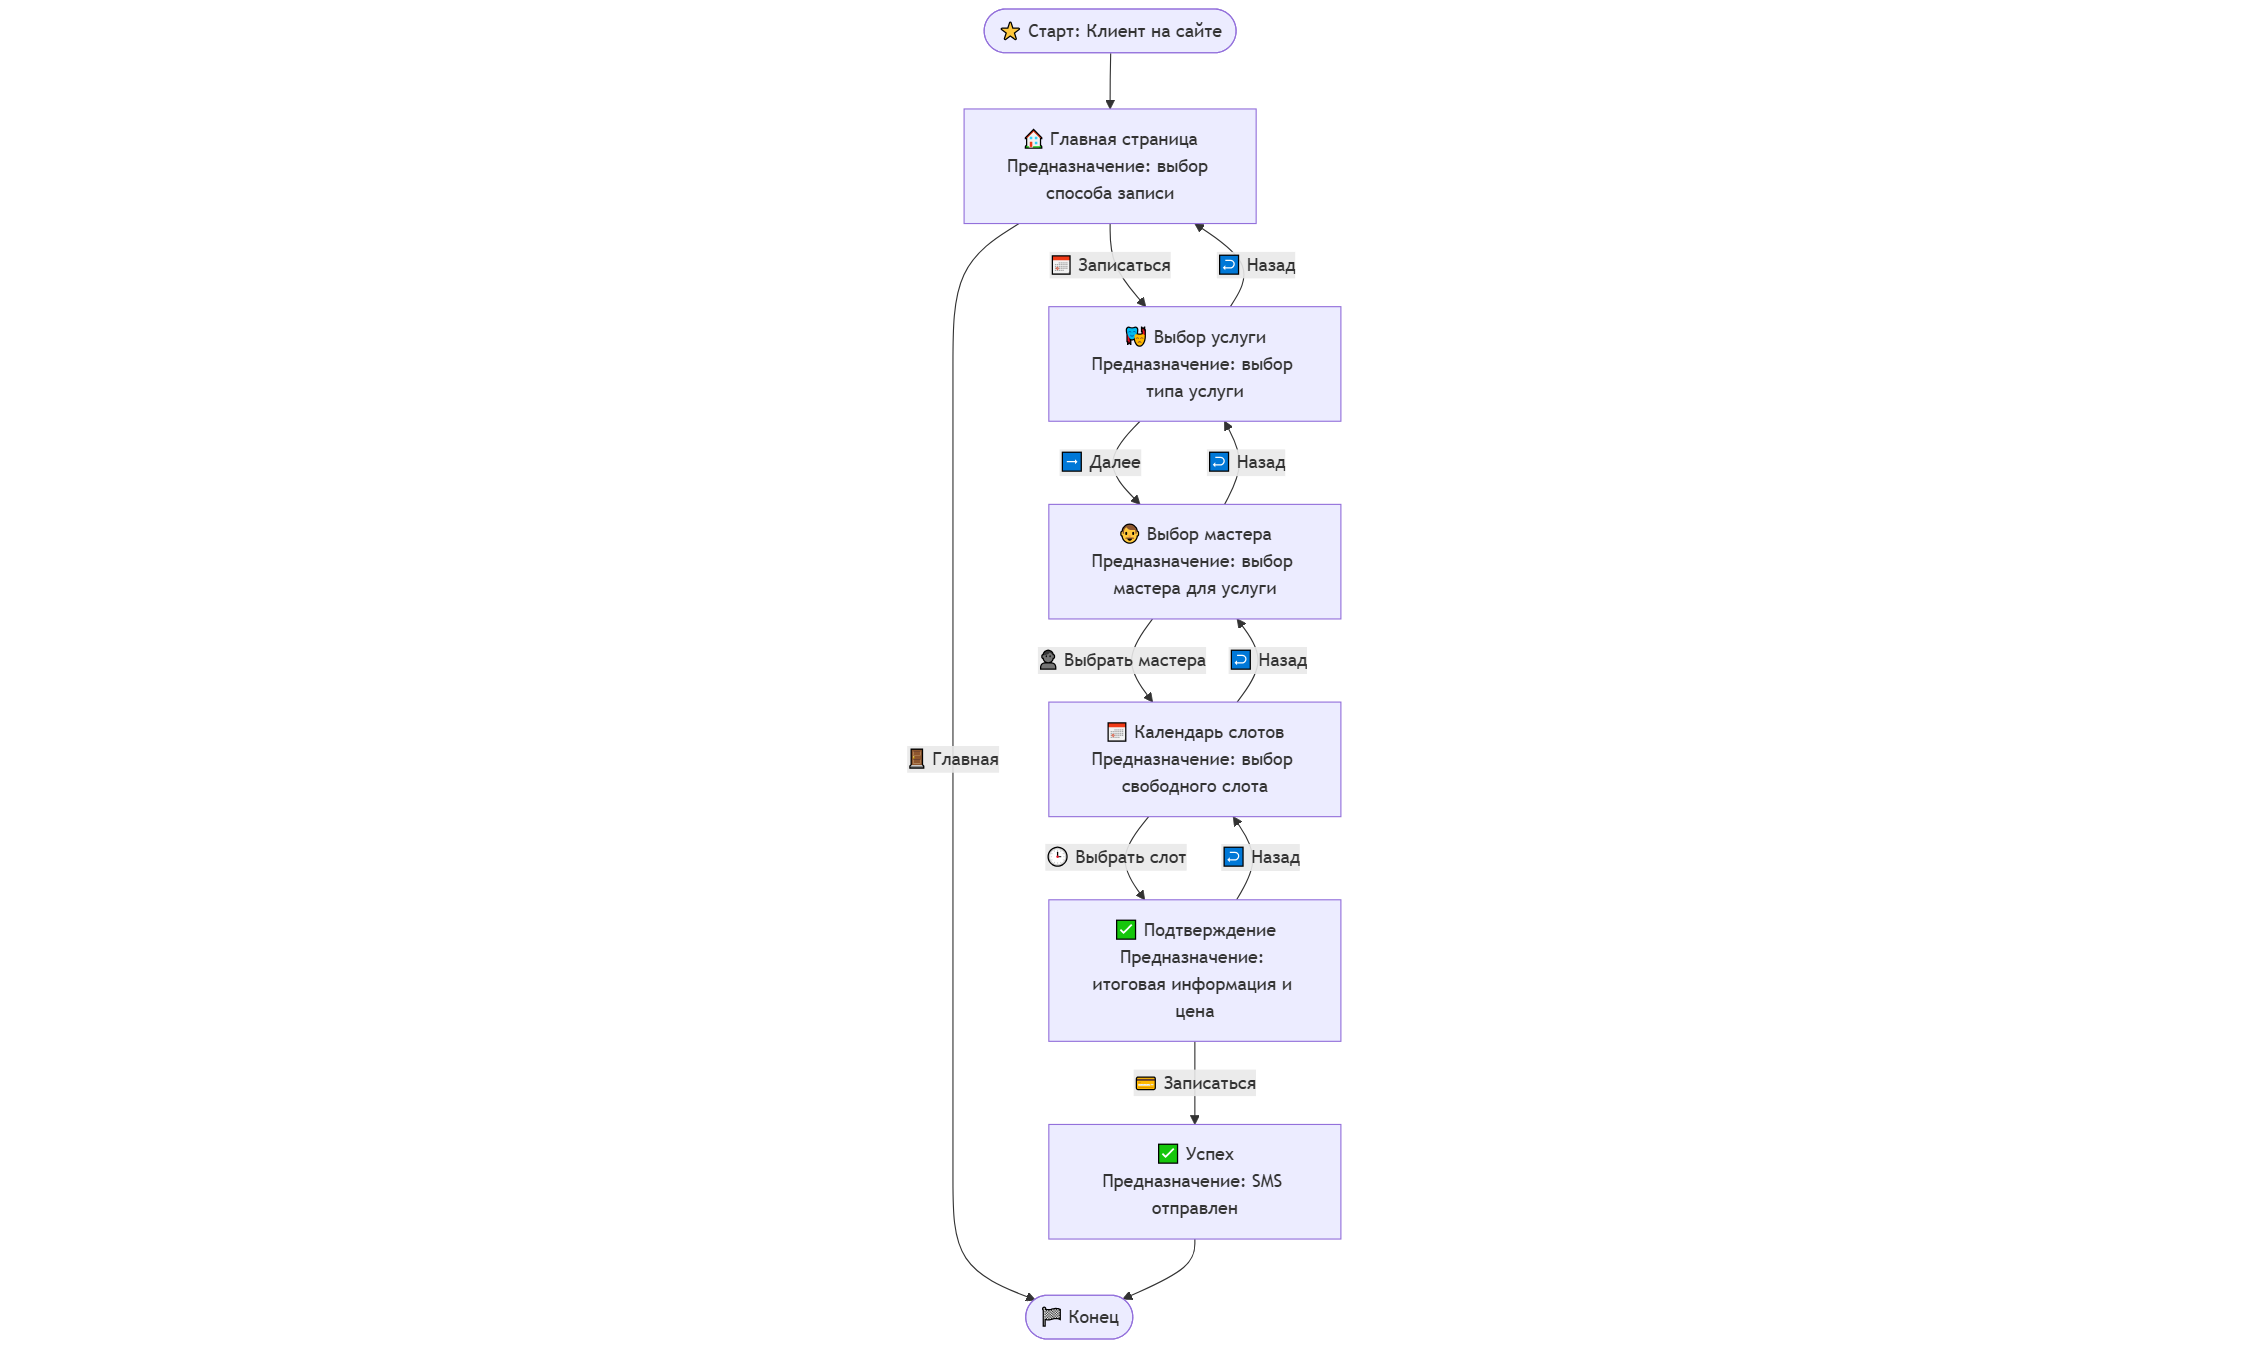 ⭐ Старт: Клиент на сайте
🏠 Главная страница
Предназначение: выбор
способа записи
📅 Записаться
↩️ Назад
🎭 Выбор услуги
Предназначение: выбор
типа услуги
➡️ Далее
↩️ Назад
👨 Выбор мастера
Предназначение: выбор
мастера для услуги
👤 Выбрать мастера
↩️ Назад
📅 Календарь слотов
Предназначение: выбор
свободного слота
🚪 Главная
🕒 Выбрать слот
↩️ Назад
✅ Подтверждение
Предназначение:
итоговая информация и
цена
💳 Записаться
✅ Успех
Предназначение: SMS
отправлен
🏁 Конец